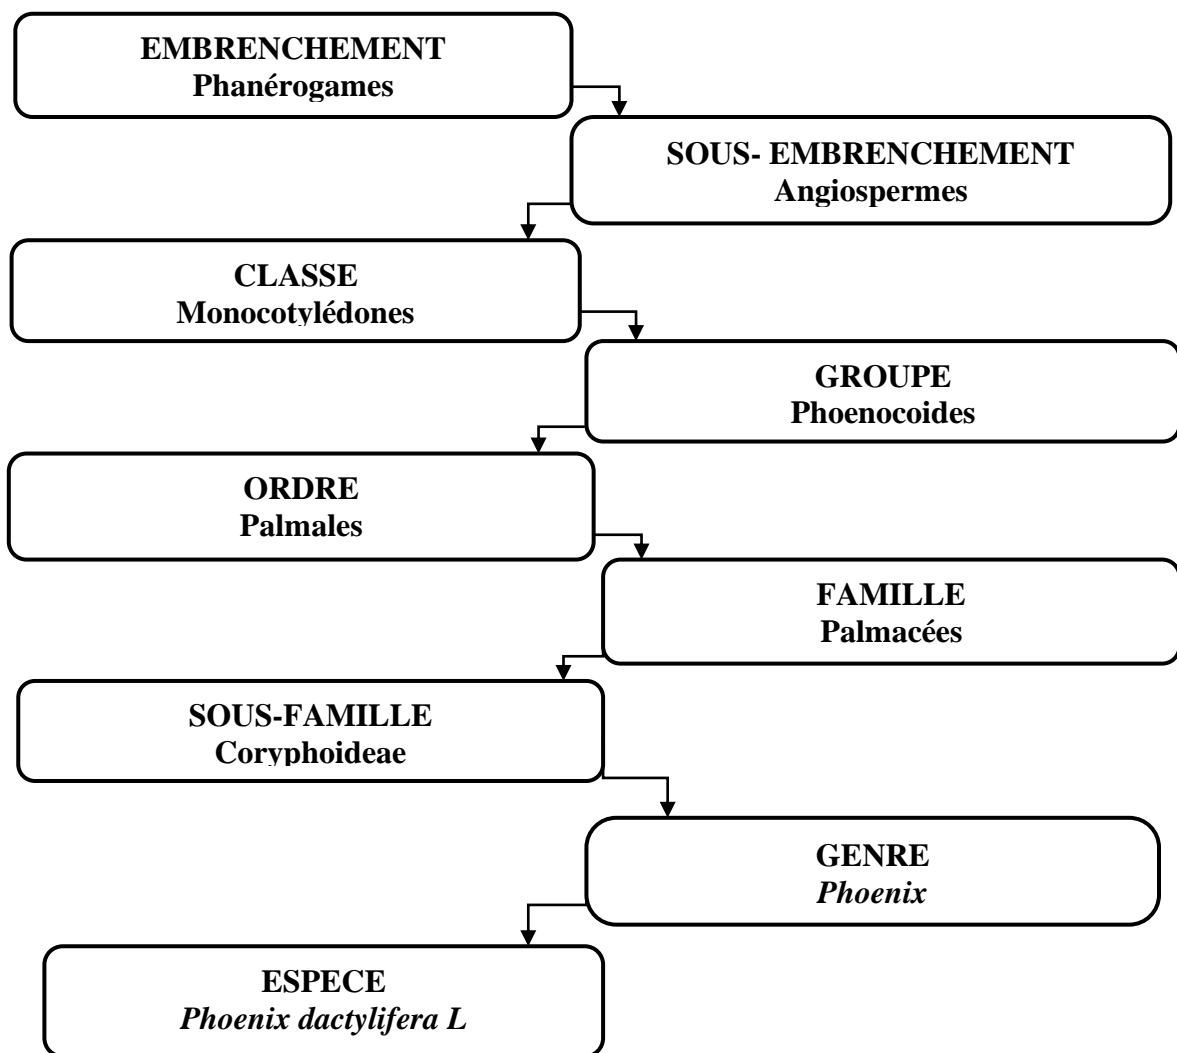 EMBRENCHEMENT
Phanérogames
SOUS- EMBRENCHEMENT
Angiospermes
CLASSE
Monocotylédones
GROUPE
Phoenocoides
ORDRE
Palmales
FAMILLE
Palmacées
SOUS-FAMILLE
Coryphoideae
GENRE
Phoenix
ESPECE
Phoenix dactylifera L